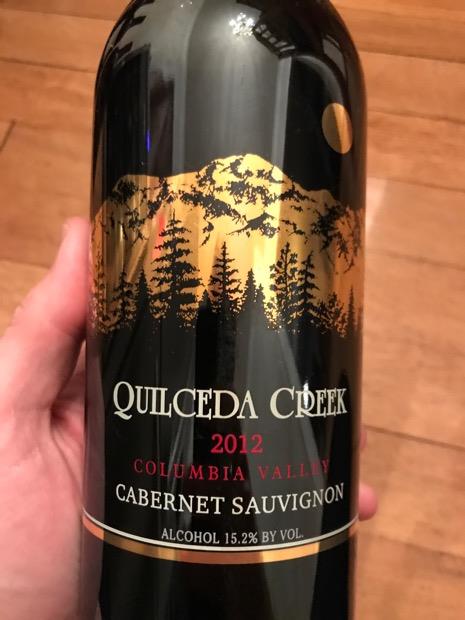 QUILCEDA CREEK
2012
COLUMBIA VALLEY
CABERNET SAUVIGNON
ALCOHOL 15.2% BY VOL.